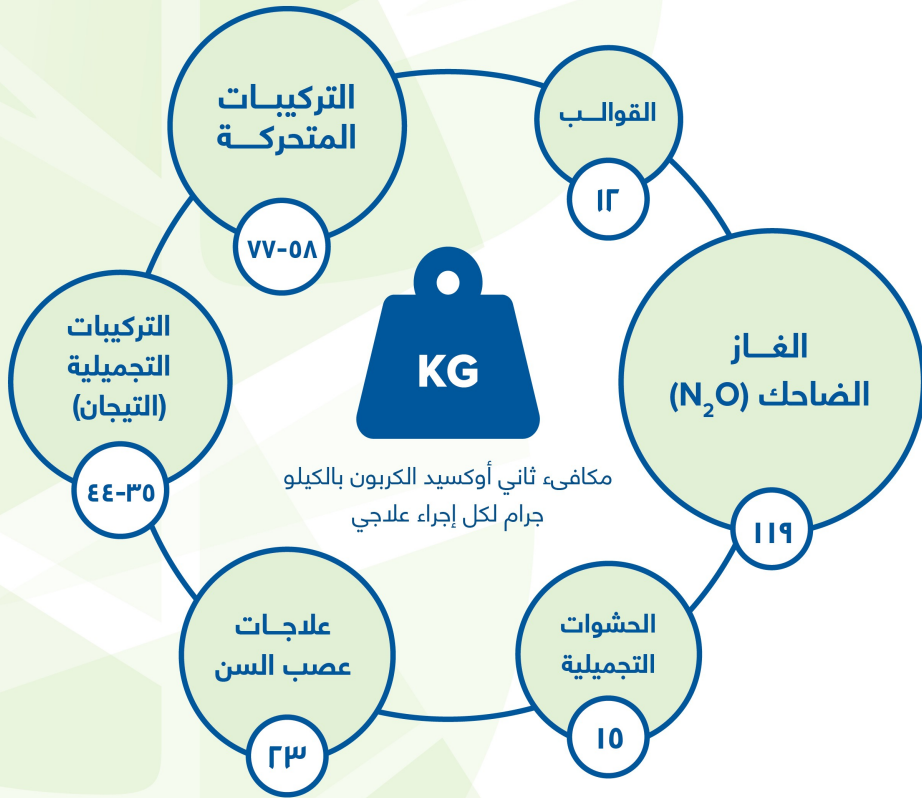 التركيبات
المتحركة
٥٨-٧٧
القوالب
١٢
الغاز
الضاحك (N₂O)
١١٩
الحشوات
التجميلية
١٥
علاجات
عصب السن
٢٣
التركيبات
التجميلية
(التيجان)
٣٥-٤٤
KG
مكافىء ثاني أوكسيد الكربون بالكيلو
جرام لكل إجراء علاجي